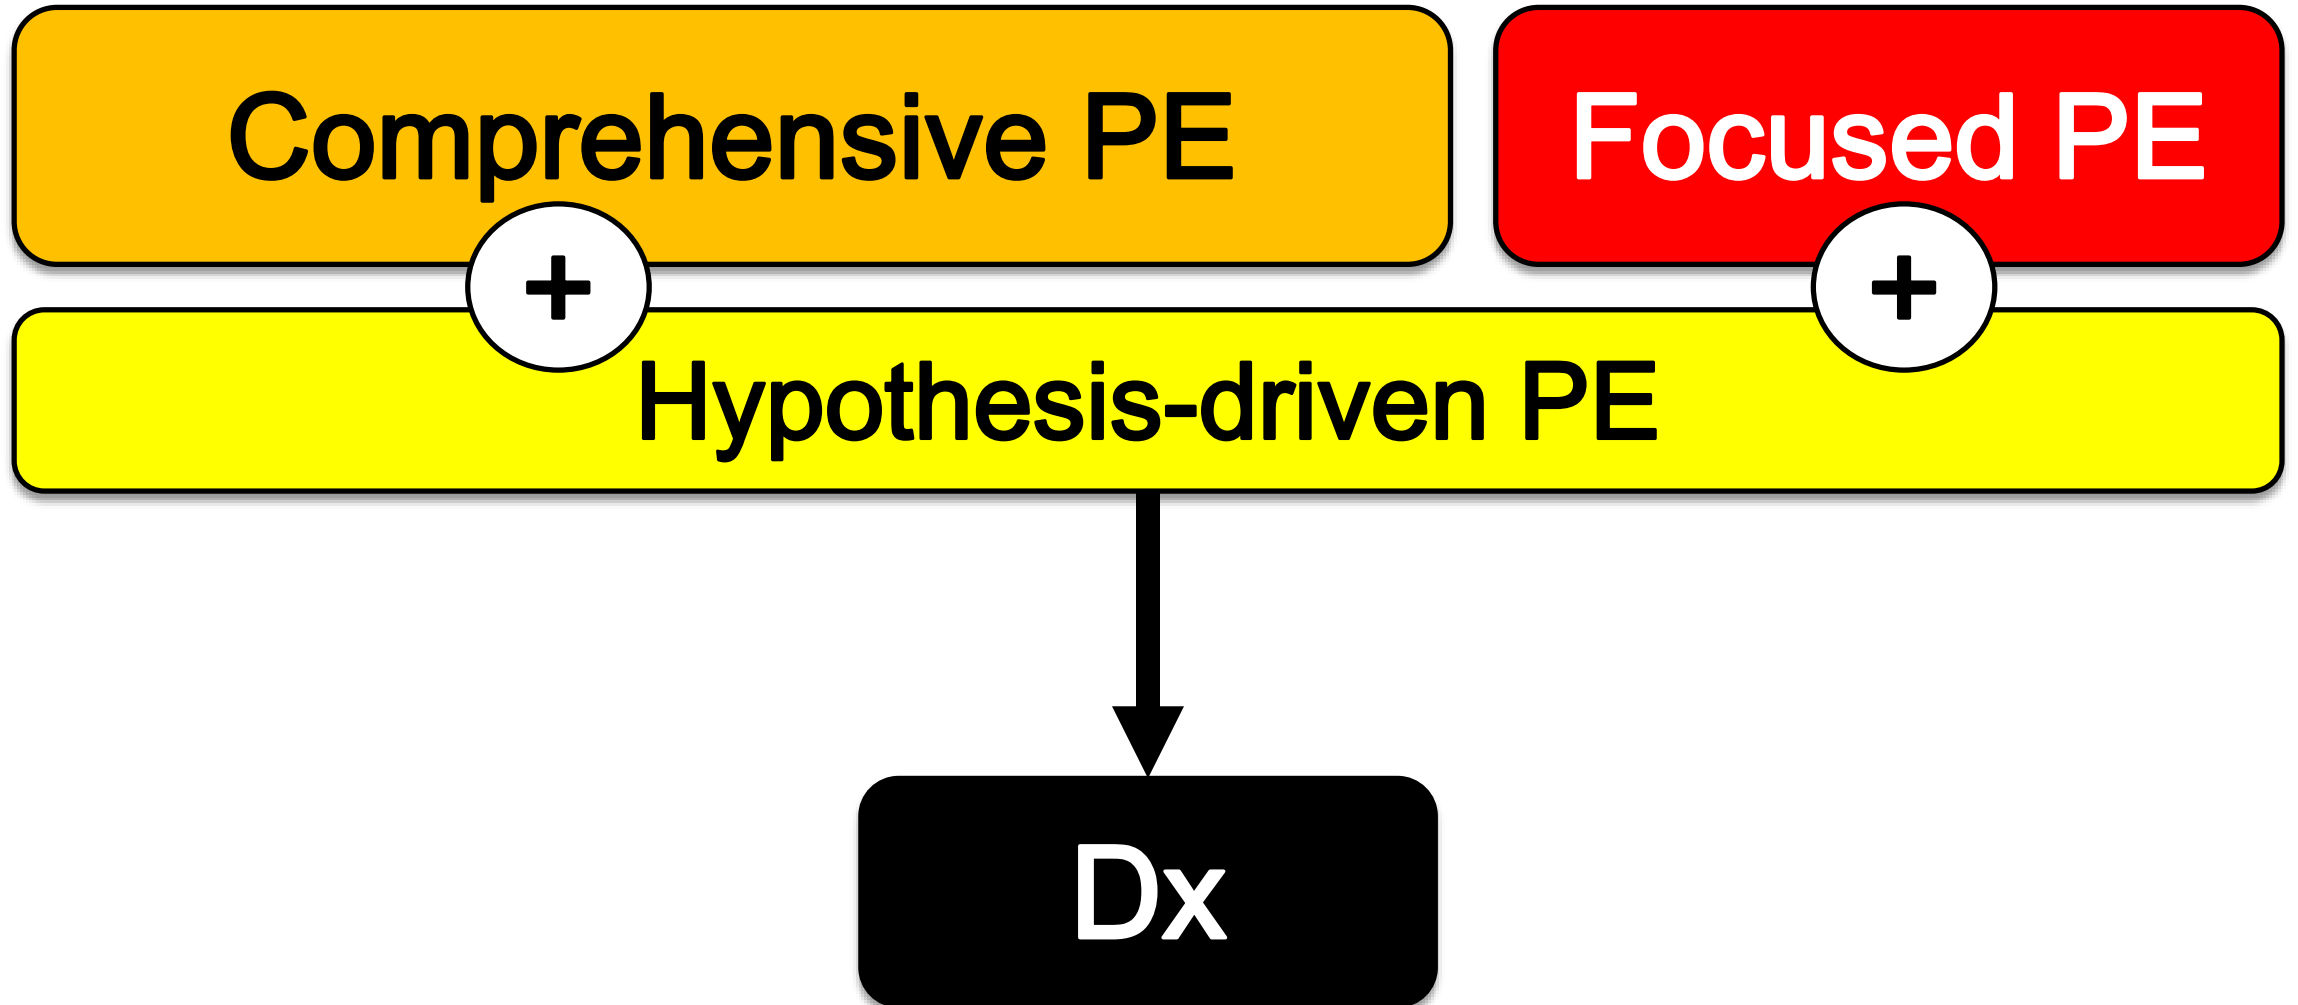 Comprehensive PE
Focused PE
+
+
Hypothesis-driven PE
Dx